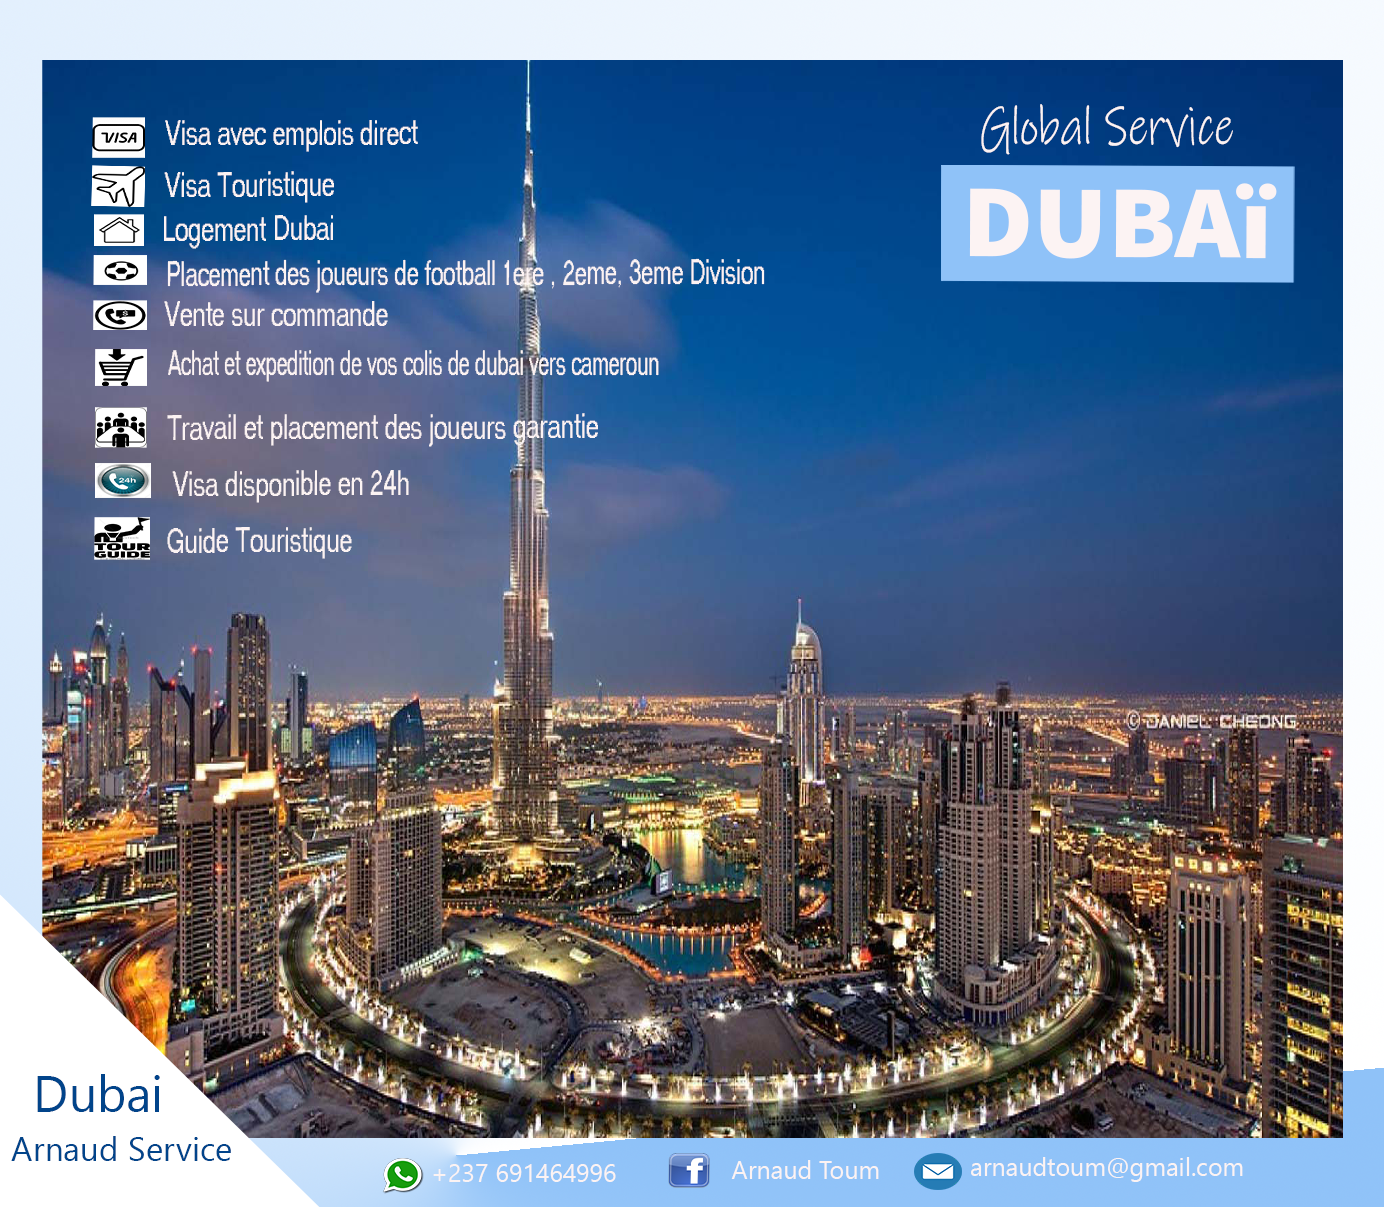 Global Service
DUBAï
VISA
Visa avec emplois direct
Visa Touristique
Logement Dubai
Placement des joueurs de football 1ere , 2eme, 3eme Division
Vente sur commande
Achat et expedition de vos colis de dubai vers cameroun
Travail et placement des joueurs garantie
24h
Visa disponible en 24h
TOUR
GUIDE
Guide Touristique
© DANIEL CHEONG
Dubai
Arnaud Service
+237 691464996
f
Arnaud Toum
arnaudtoum@gmail.com